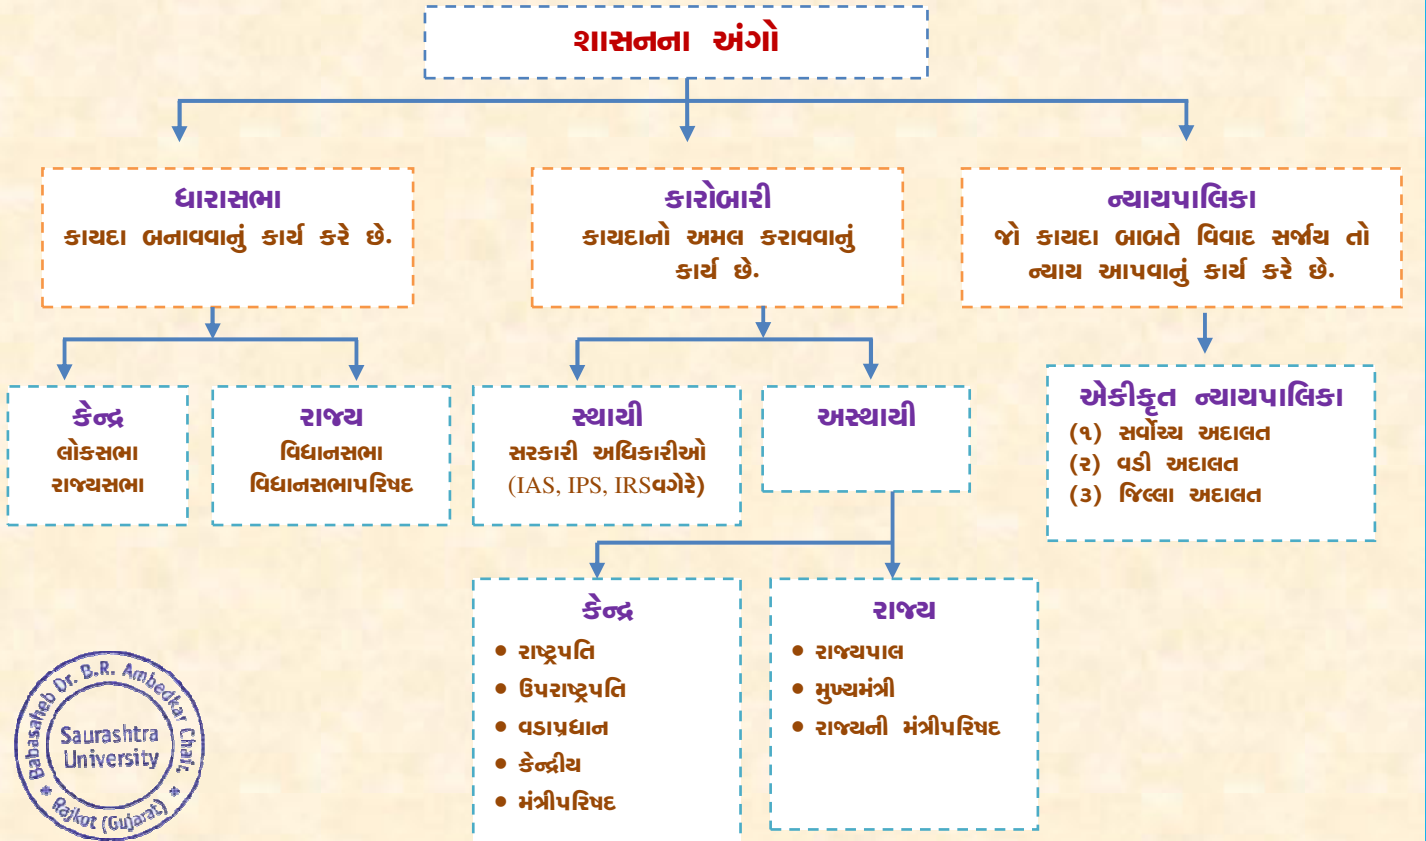 શાસનના અંગો
ધારાસભા
કાયદા બનાવવાનું કાર્ય કરે છે.
કારોબારી
કાયદાનો અમલ કરાવવાનું
કાર્ય છે.
ન્યાયપાલિકા
જો કાયદા બાબતે વિવાદ સર્જાય તો
ન્યાય આપવાનું કાર્ય કરે છે.
કેન્દ્ર
લોકસભા
રાજ્યસભા
રાજ્ય
વિધાનસભા
વિધાનસભાપરિષદ
સ્થાયી
સરકારી અધિકારીઓ
(IAS, IPS, IRSવગેરે)
અસ્થાયી
એકીકૃત ન્યાયપાલિકા
(૧) સર્વોચ્ચ અદાલત
(૨) વડી અદાલત
(૩) જિલ્લા અદાલત
કેન્દ્ર
• રાષ્ટ્રપતિ
• ઉપરાષ્ટ્રપતિ
• વડાપ્રધાન
• કેન્દ્રીય
• મંત્રીપરિષદ
રાજ્ય
• રાજ્યપાલ
• મુખ્યમંત્રી
• રાજ્યની મંત્રીપરિષદ
Babasaheb Dr. B.R. Ambedkar Chair,
Saurashtra
University
* Rajkot (Gujarat) *